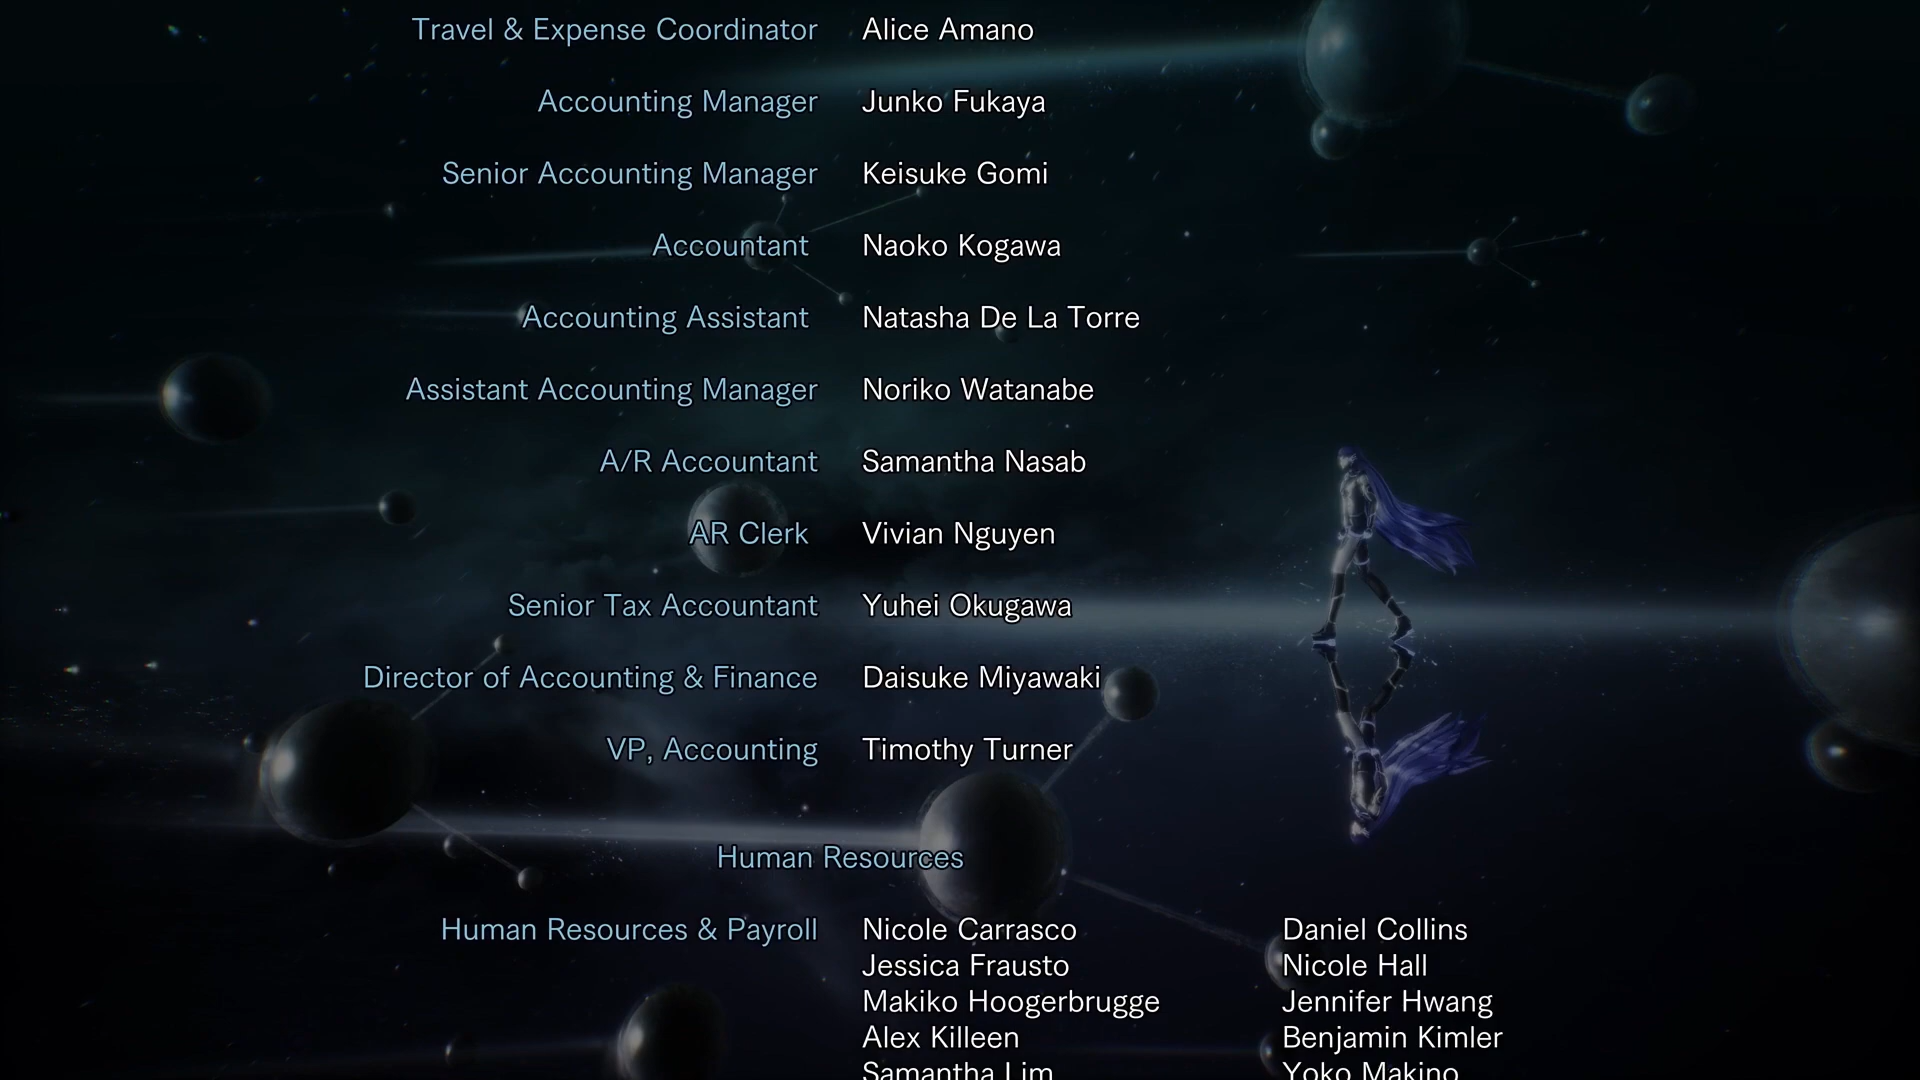 Travel & Expense Coordinator Alice Amano
Accounting Manager Junko Fukaya
Senior Accounting Manager Keisuke Gomi
Accountant Naoko Kogawa
Accounting Assistant Natasha De La Torre
Assistant Accounting Manager Noriko Watanabe
A/R Accountant Samantha Nasab
AR Clerk Vivian Nguyen
Senior Tax Accountant Yuhei Okugawa
Director of Accounting & Finance Daisuke Miyawaki
VP, Accounting Timothy Turner
Human Resources
Human Resources & Payroll Nicole Carrasco Daniel Collins
Jessica Frausto Nicole Hall
Makiko Hoogerbrugge Jennifer Hwang
Alex Killeen Benjamin Kimler
Samantha Lim Yoko Makino